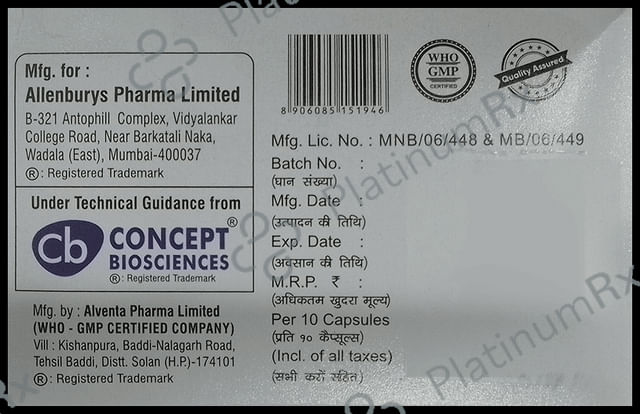 Mfg. for :
Allenburys Pharma Limited
B-321 Antophill Complex, Vidyalankar
College Road, Near Barkatali Naka,
Wadala (East), Mumbai-400037
® : Registered Trademark
Under Technical Guidance from
Cb CONCEPT ®
BIOSCIENCES
® : Registered Trademark
Mfg. by : Alventa Pharma Limited
(WHO - GMP CERTIFIED COMPANY)
Vill : Kishanpura, Baddi-Nalagarh Road,
Tehsil Baddi, Distt. Solan (H.P.)-174101
® : Registered Trademark
8 906085 151946
WHO
GMP
CERTIFIED
Quality Assured
Mfg. Lic. No. : MNB/06/448 & MB/06/449
Batch No. :
(घान संख्या)
Mfg. Date :
(उत्पादन की तिथि)
Exp. Date :
(अवसान की तिथि)
M.R.P. ₹ :
(अधिकतम खुदरा मूल्य)
Per 10 Capsules
(प्रति १० कैप्सूल्स)
(Incl. of all taxes)
(सभी करों सहित)
PlatinumRx
PlatinumRx
PlatinumRx